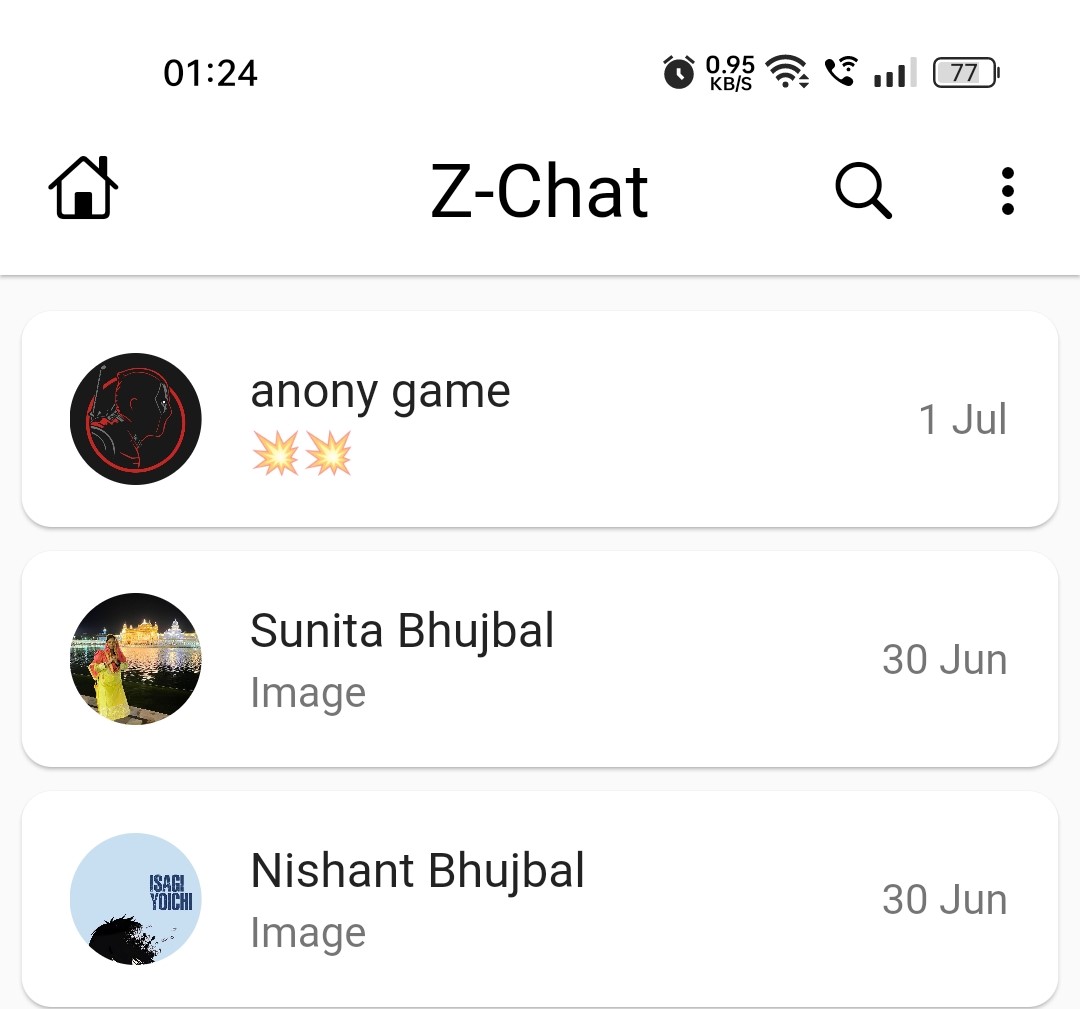 01:24
0.95
KB/S
77
Z-Chat
anony game
💥💥
1 Jul
Sunita Bhujbal
Image
30 Jun
ISAGI
YOICHI
Nishant Bhujbal
Image
30 Jun